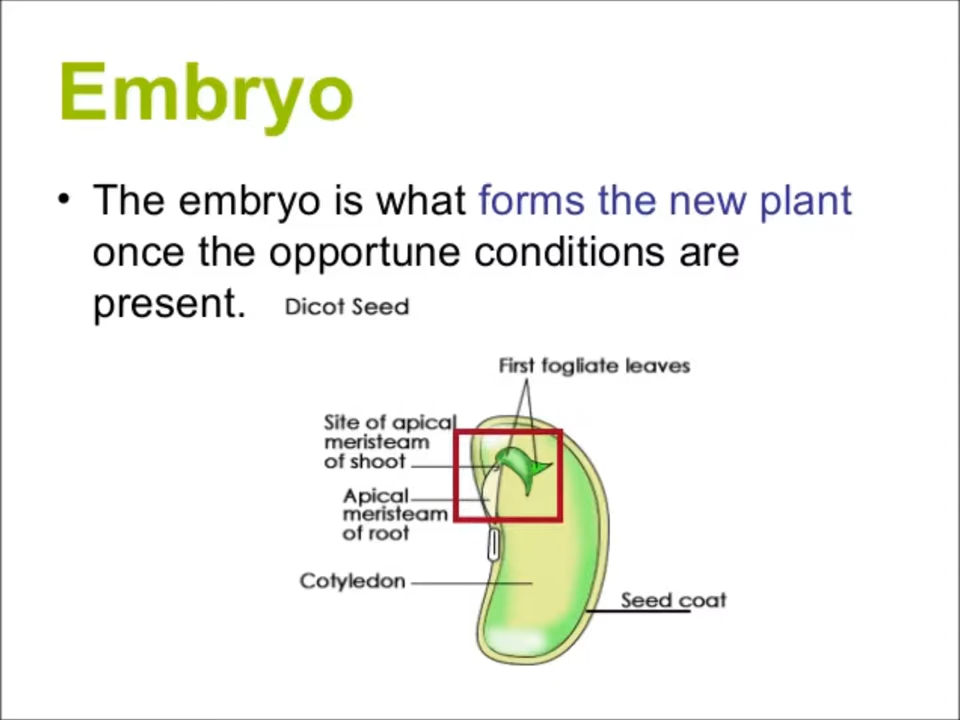 Embryo
• The embryo is what forms the new plant
once the opportune conditions are
present.
Dicot Seed
First fogliate leaves
Site of apical
meristeam
of shoot
Apical
meristeam
of root
Cotyledon
Seed coat